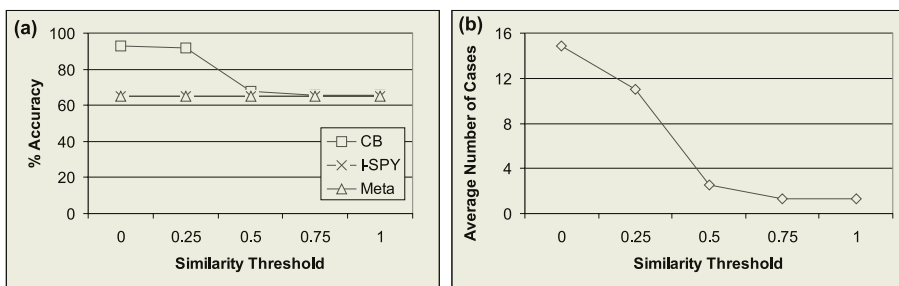 (a)
100
80
60
40
20
0
% Accuracy
CB
I-SPY
Meta
0 0.25 0.5 0.75 1
Similarity Threshold
(b)
16
12
8
4
0
Average Number of Cases
0 0.25 0.5 0.75 1
Similarity Threshold